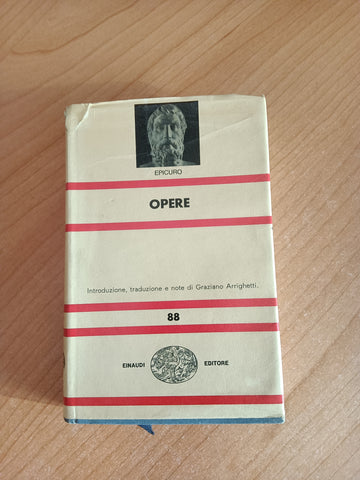 EPICURO
OPERE
Introduzione, traduzione e note di Graziano Arrighetti.
88
EINAUDI EDITORE